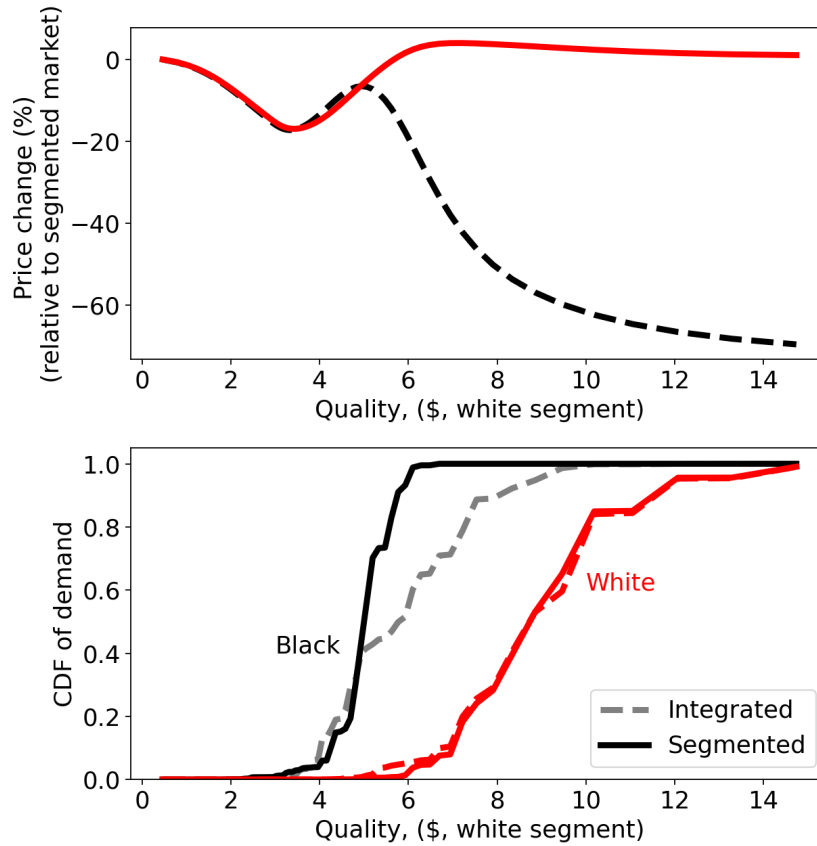 Price change (%)
(relative to segmented market)
0
−20
−40
−60
0 2 4 6 8 10 12 14
Quality, ($, white segment)
CDF of demand
1.0
0.8
0.6
0.4
0.2
0.0
White
Black
Integrated
Segmented
0 2 4 6 8 10 12 14
Quality, ($, white segment)